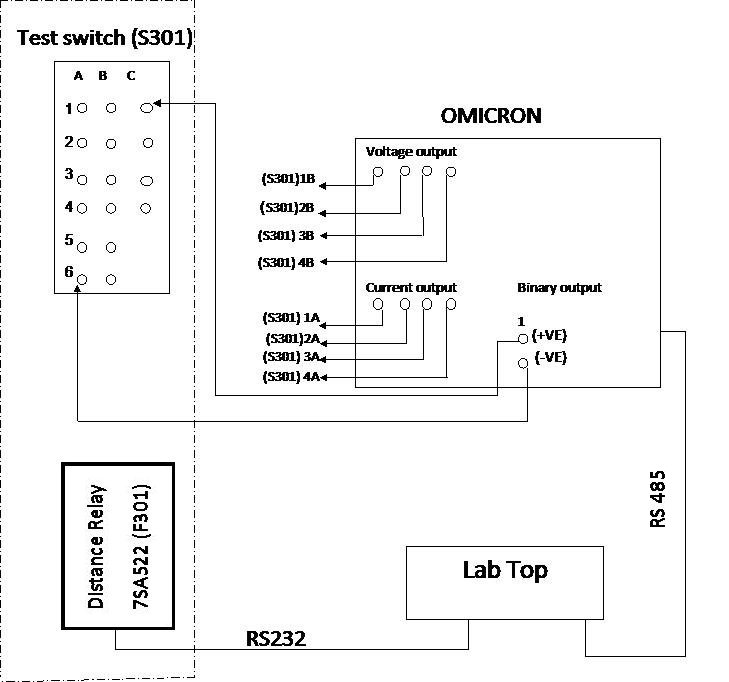 Test switch (S301)
A B C
1
2
3
4
5
6
OMICRON
Voltage output
(S301)1B
(S301)2B
(S301) 3B
(S301) 4B
Current output
(S301) 1A
(S301)2A
(S301) 3A
(S301) 4A
Binary output
1
(+VE)
(-VE)
RS 485
Distance Relay
7SA522 (F301)
Lab Top
RS232